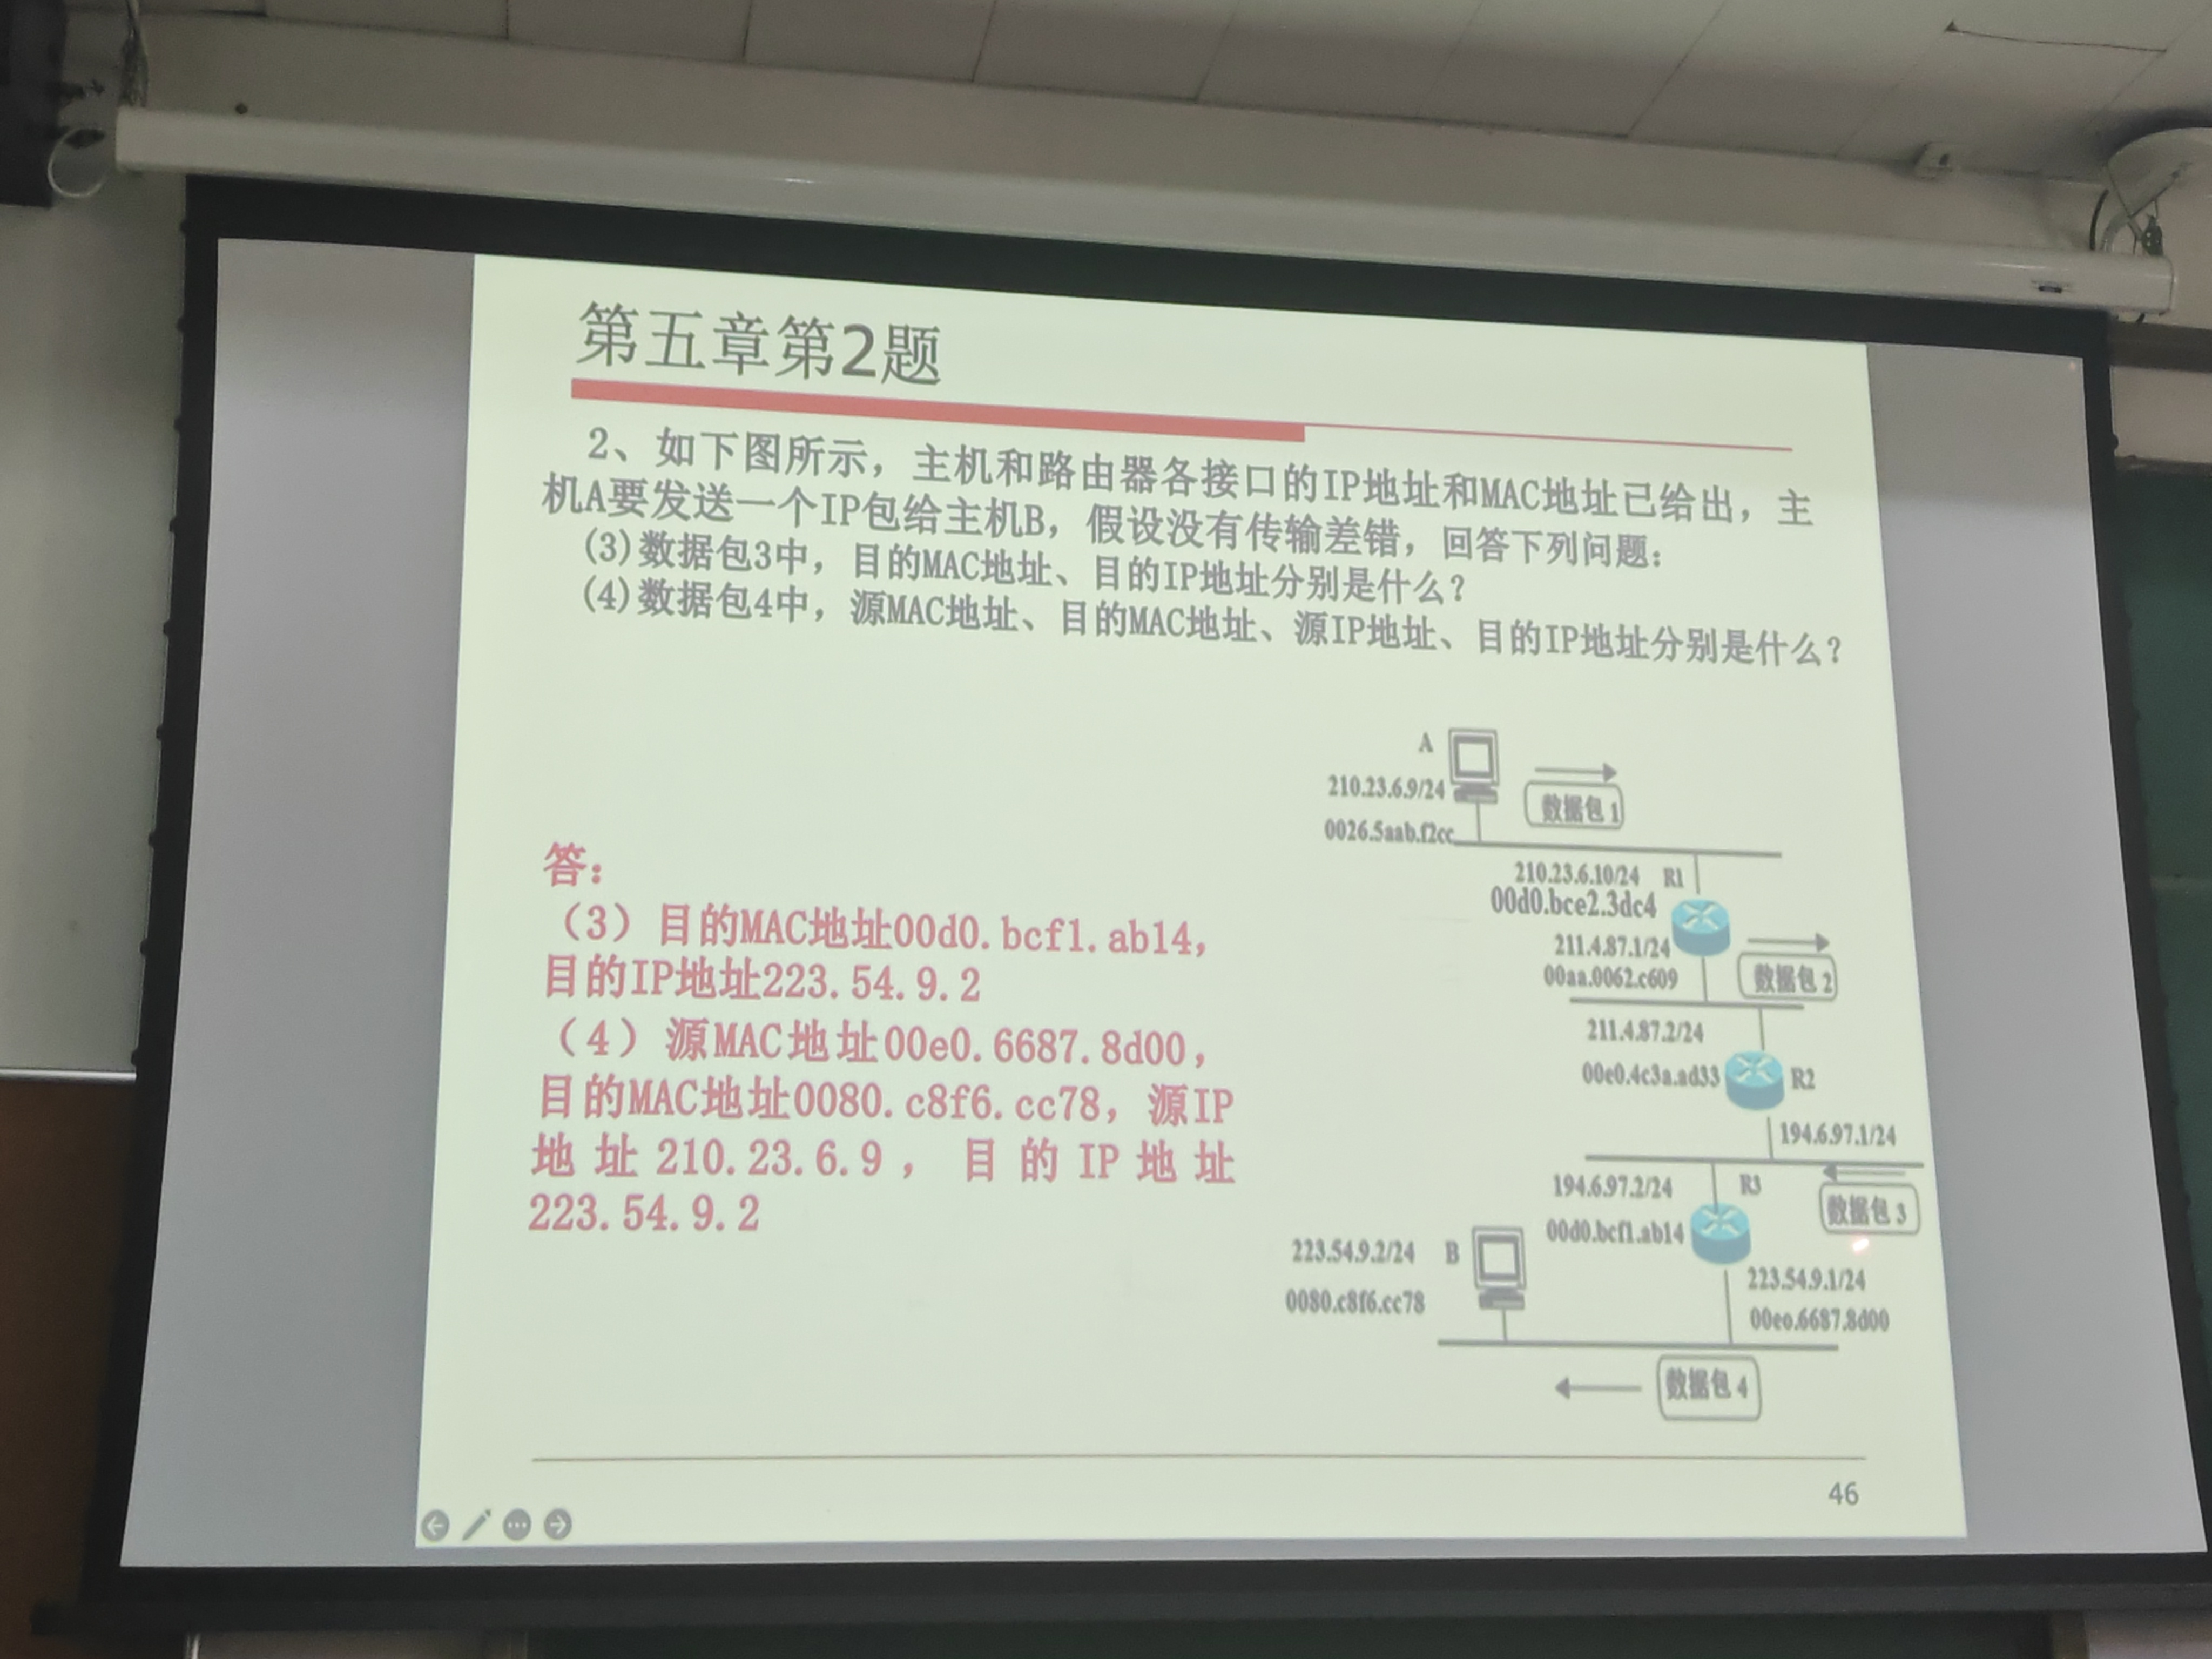 第五章第2题
2、如下图所示，主机和路由器各接口的IP地址和MAC地址已给出，主
机A要发送一个IP包给主机B，假设没有传输差错，回答下列问题：
(3)数据包3中，目的MAC地址、目的IP地址分别是什么？
(4)数据包4中，源MAC地址、目的MAC地址、源IP地址、目的IP地址分别是什么？
答：
（3）目的MAC地址00d0.bcf1.ab14，
目的IP地址223.54.9.2
（4）源MAC地址00e0.6687.8d00，
目的MAC地址0080.c8f6.cc78，源IP
地址210.23.6.9，目的IP地址
223.54.9.2
A
210.23.6.9/24
数据包1
0026.5aab.f2cc
210.23.6.10/24 R1
00d0.bce2.3dc4
211.4.87.1/24
00aa.0062.c609
数据包2
211.4.87.2/24
00e0.4c3a.ad33 R2
194.6.97.1/24
194.6.97.2/24 R3
数据包3
00d0.bcf1.ab14
223.54.9.2/24 B
223.54.9.1/24
0080.c8f6.cc78
00eo.6687.8d00
数据包4
46